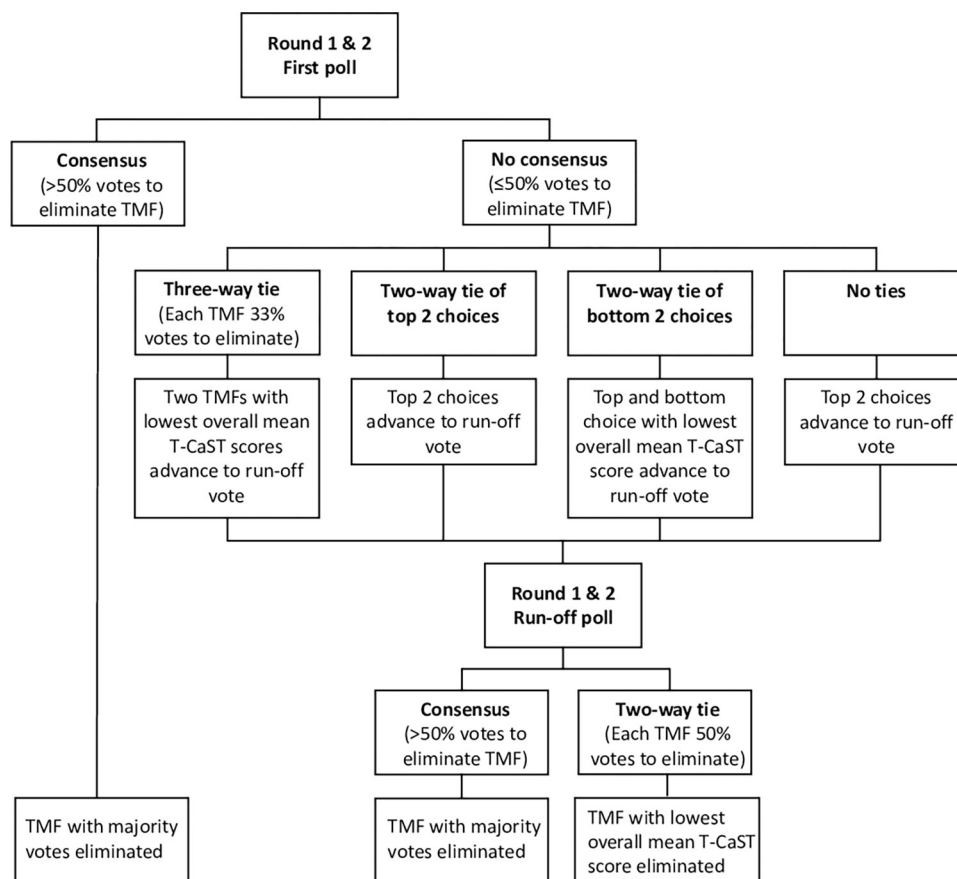 Round 1 & 2
First poll
Consensus
(>50% votes to
eliminate TMF)
No consensus
(≤50% votes to
eliminate TMF)
Three-way tie
(Each TMF 33%
votes to eliminate)
Two-way tie of
top 2 choices
Two-way tie of
bottom 2 choices
No ties
Two TMFs with
lowest overall mean
T-CaST scores
advance to run-off
vote
Top 2 choices
advance to run-off
vote
Top and bottom
choice with lowest
overall mean T-CaST
score advance to
run-off vote
Top 2 choices
advance to run-off
vote
Round 1 & 2
Run-off poll
Consensus
(>50% votes to
eliminate TMF)
Two-way tie
(Each TMF 50%
votes to eliminate)
TMF with majority
votes eliminated
TMF with majority
votes eliminated
TMF with lowest
overall mean T-CaST
score eliminated